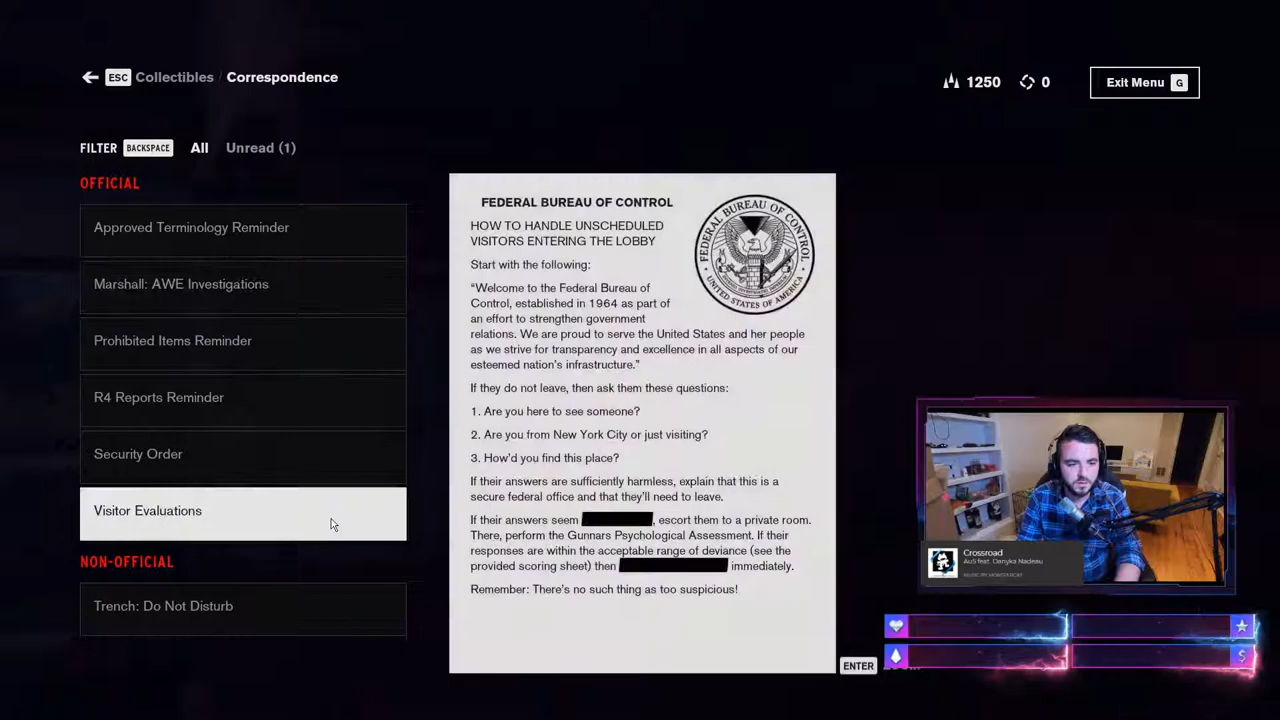 ESC Collectibles / Correspondence
1250
0
Exit Menu G
FILTER BACKSPACE All Unread (1)
OFFICIAL
Approved Terminology Reminder
Marshall: AWE Investigations
Prohibited Items Reminder
R4 Reports Reminder
Security Order
Visitor Evaluations
NON-OFFICIAL
Trench: Do Not Disturb
FEDERAL BUREAU OF CONTROL
HOW TO HANDLE UNSCHEDULED
VISITORS ENTERING THE LOBBY
Start with the following:
“Welcome to the Federal Bureau of
Control, established in 1964 as part of
an effort to strengthen government
relations. We are proud to serve the United States and her people
as we strive for transparency and excellence in all aspects of our
esteemed nation’s infrastructure.”
If they do not leave, then ask them these questions:
1. Are you here to see someone?
2. Are you from New York City or just visiting?
3. How’d you find this place?
If their answers are sufficiently harmless, explain that this is a
secure federal office and that they’ll need to leave.
If their answers seem , escort them to a private room.
There, perform the Gunnars Psychological Assessment. If their
responses are within the acceptable range of deviance (see the
provided scoring sheet) then immediately.
Remember: There’s no such thing as too suspicious!
FEDERAL BUREAU OF CONTROL
UNITED STATES OF AMERICA
ENTER
Crossroad
Au5 feat. Danyka Nadeau